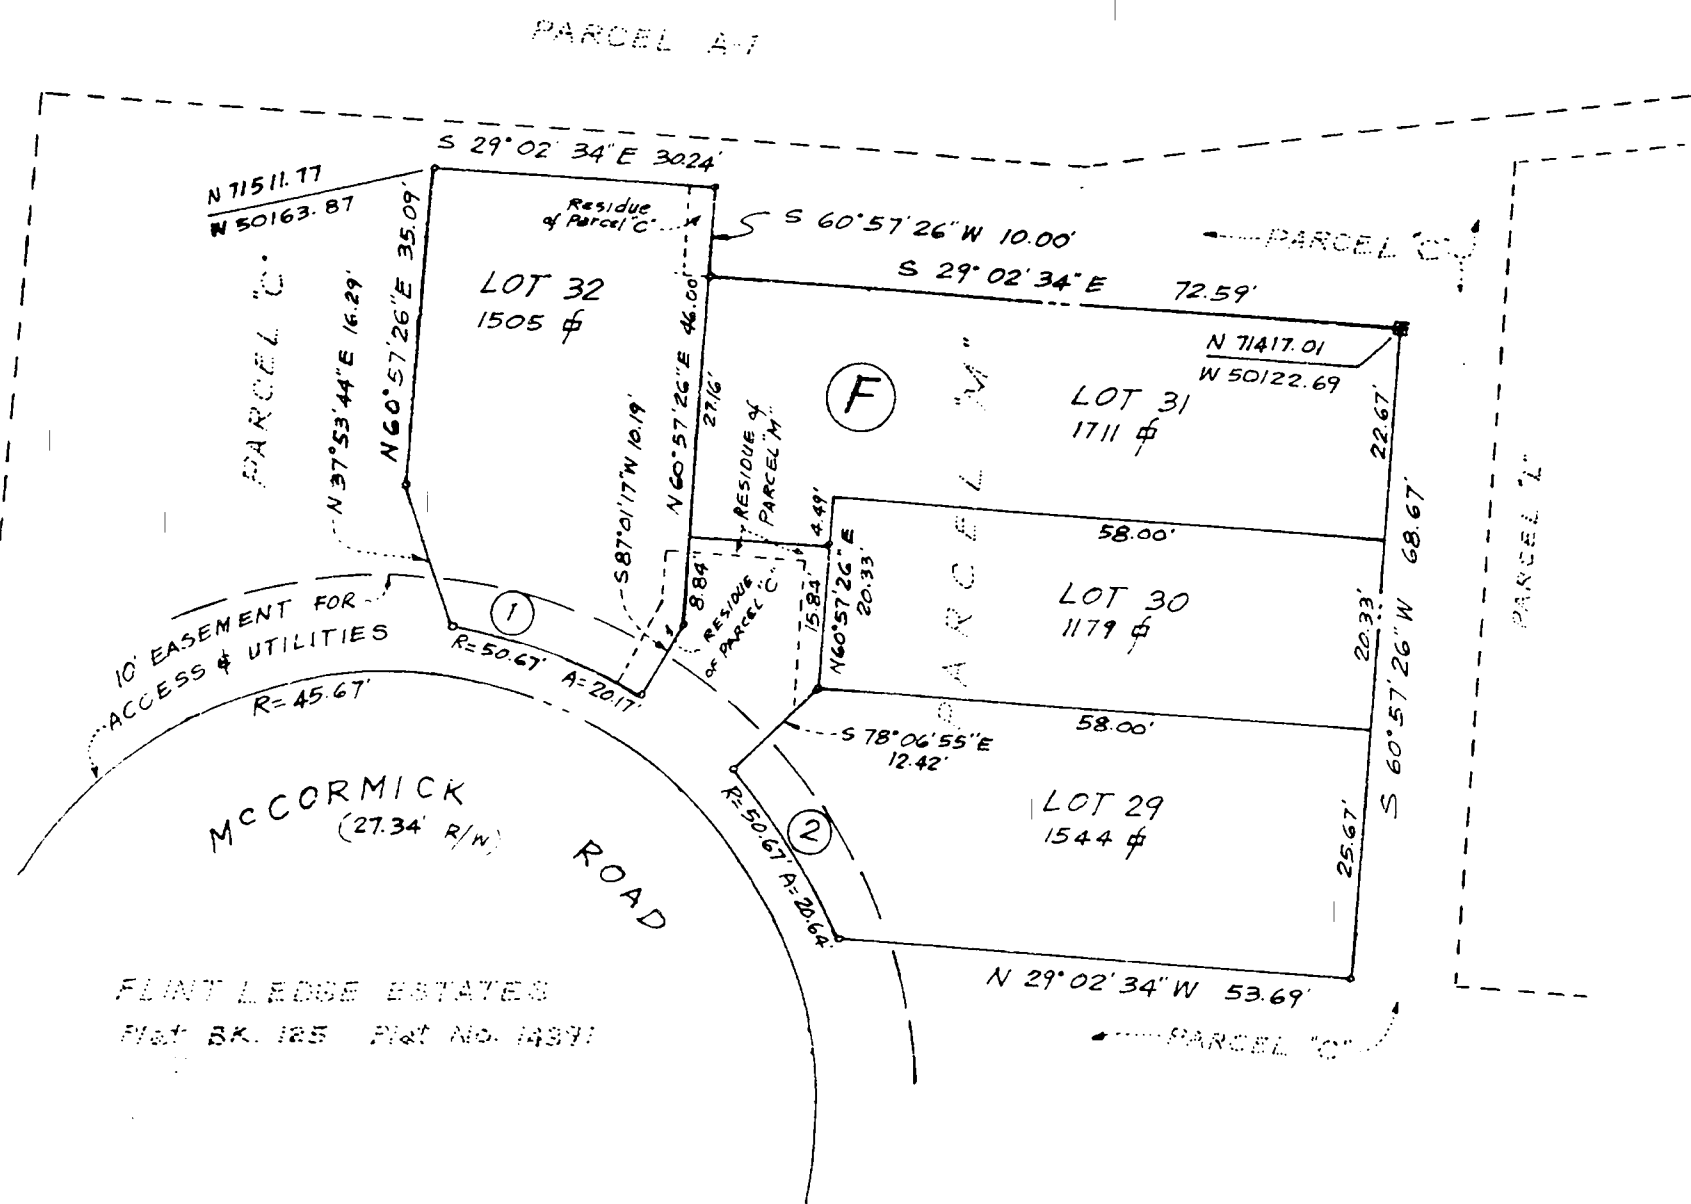 PARCEL A-1
S 29° 02' 34" E 30.24'
N 71511.77
W 50163.87
Residue
of Parcel "C"
S 60° 57' 26" W 10.00'
PARCEL "C"
S 29° 02' 34" E 72.59'
N 60° 57' 26" E 35.09'
N 37° 53' 44" E 16.29'
PARCEL "C"
LOT 32
1505 ⌗
N 60° 57' 26" E 46.00'
27.16'
8.84'
S 87° 01' 17" W 10.19'
RESIDUE of
PARCEL "M"
F
PARCEL "M"
N 71417.01
W 50122.69
LOT 31
1711 ⌗
22.67'
PARCEL "L"
4.49'
58.00'
S 60° 57' 26" W 68.67'
RESIDUE
OF PARCEL "C"
15.84'
N 60° 57' 26" E
20.33'
LOT 30
1179 ⌗
20.33'
10' EASEMENT FOR
ACCESS & UTILITIES
1
R= 50.67' A= 20.17'
R= 45.67'
58.00'
S 78° 06' 55" E
12.42'
MCCORMICK
(27.34' R/W)
ROAD
R= 50.67' A= 20.64'
2
LOT 29
1544 ⌗
25.67'
N 29° 02' 34" W 53.69'
FLINT LEDGE ESTATES
Plat BK. 125 Plat No. 14391
PARCEL "C"